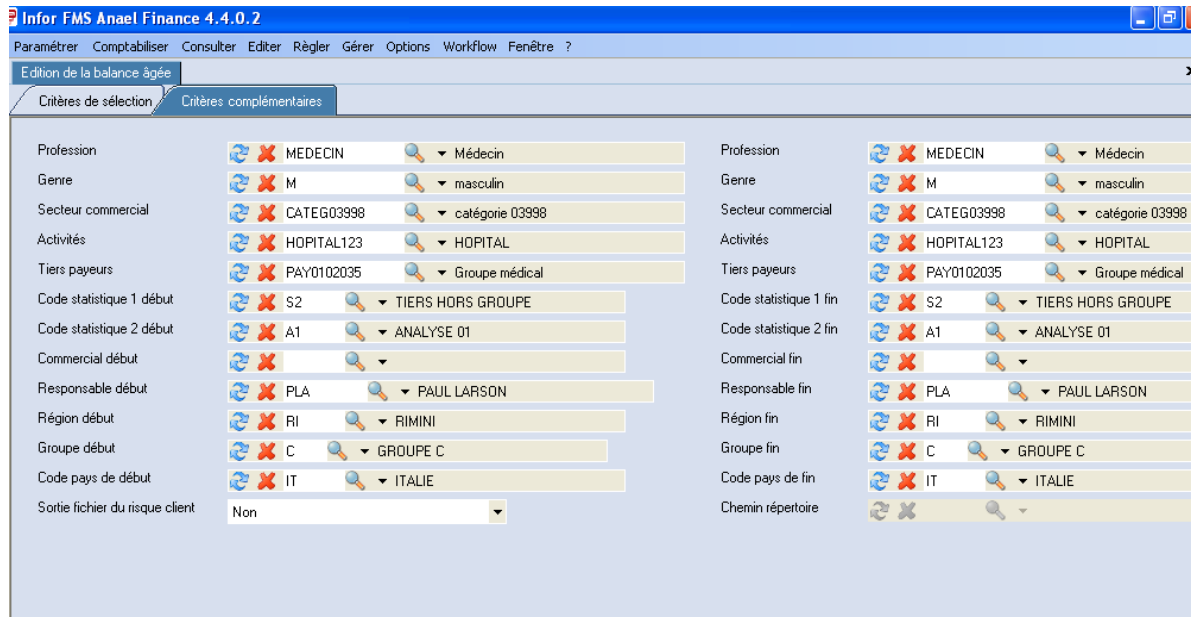 Infor FMS Anael Finance 4.4.0.2
Paramétrer Comptabiliser Consulter Editer Règler Gérer Options Workflow Fenêtre ?
Edition de la balance âgée
Critères de sélection Critères complémentaires
Profession MEDECIN Médecin Profession MEDECIN Médecin
Genre M masculin Genre M masculin
Secteur commercial CATEG03998 catégorie 03998 Secteur commercial CATEG03998 catégorie 03998
Activités HOPITAL123 HOPITAL Activités HOPITAL123 HOPITAL
Tiers payeurs PAY0102035 Groupe médical Tiers payeurs PAY0102035 Groupe médical
Code statistique 1 début S2 TIERS HORS GROUPE Code statistique 1 fin S2 TIERS HORS GROUPE
Code statistique 2 début A1 ANALYSE 01 Code statistique 2 fin A1 ANALYSE 01
Commercial début Commercial fin
Responsable début PLA PAUL LARSON Responsable fin PLA PAUL LARSON
Région début RI RIMINI Région fin RI RIMINI
Groupe début C GROUPE C Groupe fin C GROUPE C
Code pays de début IT ITALIE Code pays de fin IT ITALIE
Sortie fichier du risque client Non Chemin répertoire